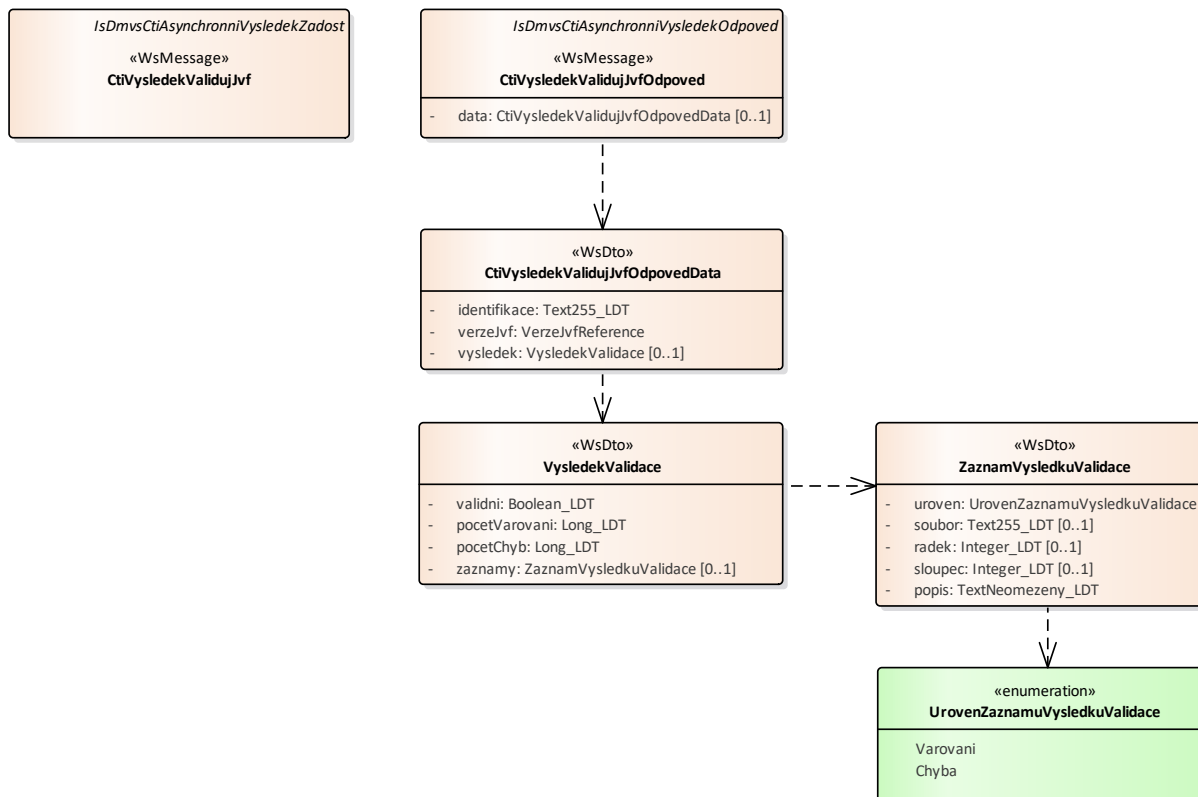 IsDmvsCtiAsynchronniVysledekZadost
«WsMessage»
CtiVysledekValidujJvf
IsDmvsCtiAsynchronniVysledekOdpoved
«WsMessage»
CtiVysledekValidujJvfOdpoved
- data: CtiVysledekValidujJvfOdpovedData [0..1]
«WsDto»
CtiVysledekValidujJvfOdpovedData
- identifikace: Text255_LDT
- verzeJvf: VerzeJvfReference
- vysledek: VysledekValidace [0..1]
«WsDto»
VysledekValidace
- validni: Boolean_LDT
- pocetVarovani: Long_LDT
- pocetChyb: Long_LDT
- zaznamy: ZaznamVysledkuValidace [0..1]
«WsDto»
ZaznamVysledkuValidace
- uroven: UrovenZaznamuVysledkuValidace
- soubor: Text255_LDT [0..1]
- radek: Integer_LDT [0..1]
- sloupec: Integer_LDT [0..1]
- popis: TextNeomezeny_LDT
«enumeration»
UrovenZaznamuVysledkuValidace
Varovani
Chyba